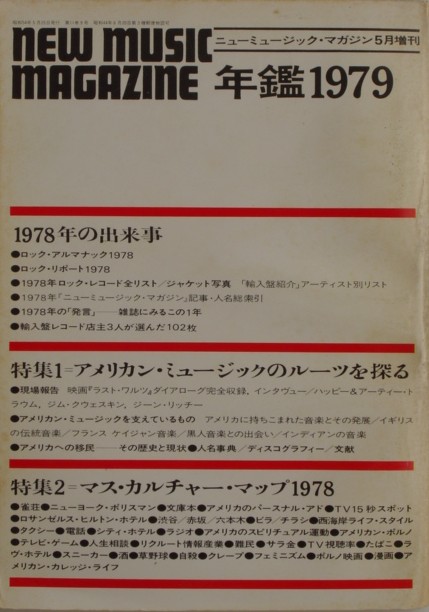 NEW MUSIC
MAGAZINE
ニューミュージック・マガジン5月増刊
年鑑1979
1978年の出来事
●ロック・アルマナック1978
●ロック・リポート1978
●1978年ロック・レコード全リスト/ジャケット写真 「輸入盤紹介」アーティスト別リスト
●1978年「ニューミュージック・マガジン」記事・人名総索引
●1978年の「発言」――雑誌にみるこの1年
●輸入盤レコード店主3人が選んだ102枚
特集1=アメリカン・ミュージックのルーツを探る
●現場報告 映画『ラスト・ワルツ』ダイアローグ完全収録、インタヴュー/ハッピー&アーティー・ト
ラウム、ジム・クウェスキン、ジーン・リッチー
●アメリカン・ミュージックを支えているもの アメリカに持ちこまれた音楽とその発展/イギリス
の伝統音楽/フランス ケイジャン音楽/黒人音楽との出会い/インディアンの音楽
●アメリカへの移民――その歴史と現状●人名事典/ディスコグラフィー/文献
特集2=マス・カルチャー・マップ1978
●雀荘●ニューヨーク・ポリスマン●文庫本●アメリカのパースナル・アド●TV15秒スポット
●ロサンゼルス・ヒルトン・ホテル●渋谷/赤坂/六本木●ビラ/チラシ●西海岸ライフ・スタイル
●タクシー●電話●シティ・ホテル●ラジオ●アメリカのスピリチュアル運動●アメリカン・ポルノ
●テレビ・ゲーム●人生相談●リクルート情報産業●難民●サラ金●TV視聴率●たばこ●ラ
ヴ・ホテル●スニーカー●酒●草野球●自殺●クレープ●フェミニズム●ポルノ映画●漫画●ア
メリカン・カレッジ・ライフ